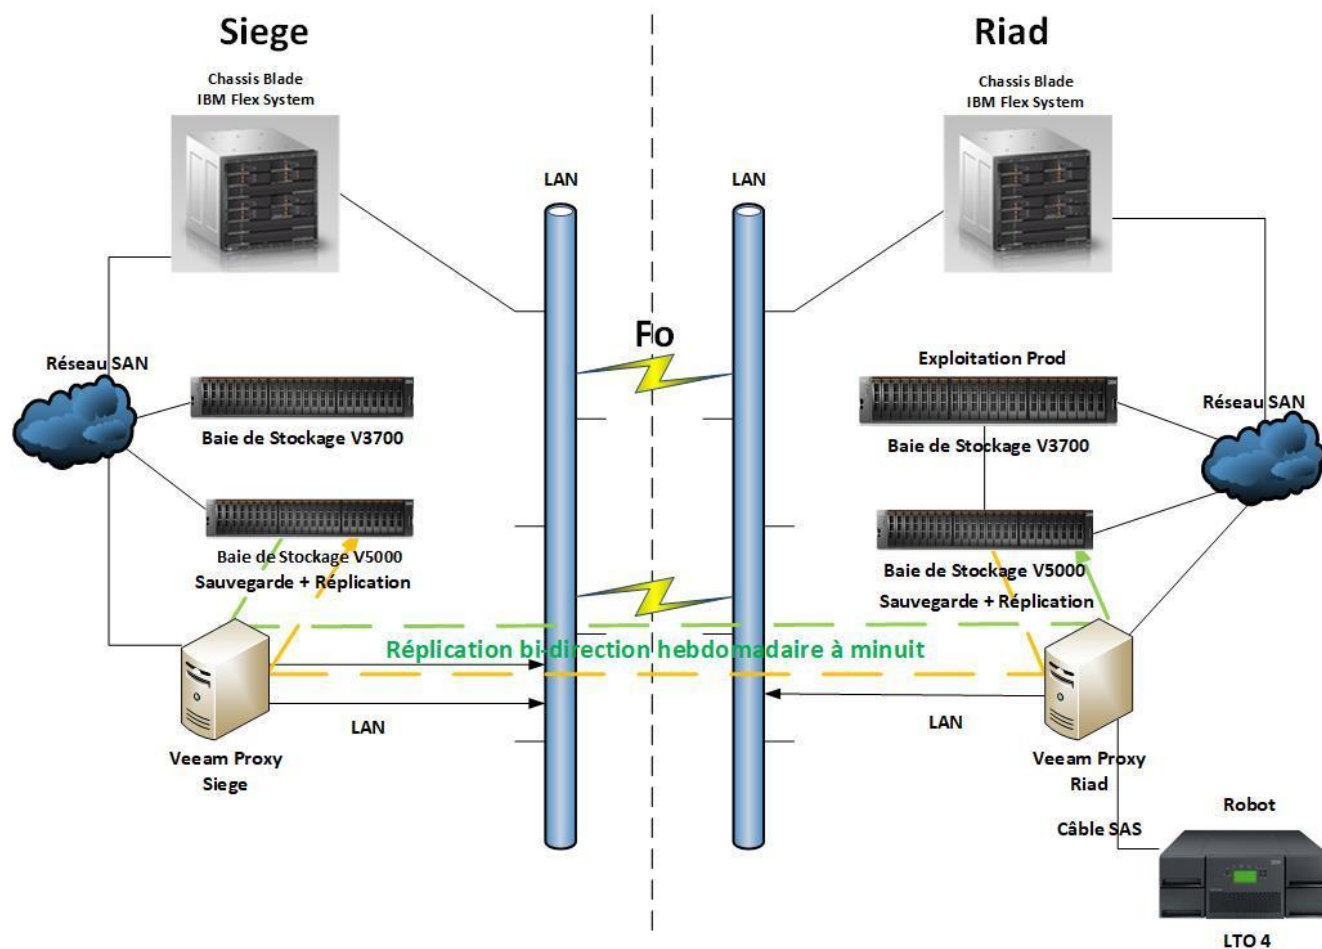 Siege
Riad
Chassis Blade
IBM Flex System
Chassis Blade
IBM Flex System
LAN
LAN
Fo
Réseau SAN
Exploitation Prod
Réseau SAN
Baie de Stockage V3700
Baie de Stockage V3700
Baie de Stockage V5000
Sauvegarde + Réplication
Baie de Stockage V5000
Sauvegarde + Réplication
Réplication bi-direction hebdomadaire à minuit
LAN
LAN
Veeam Proxy
Siege
Veeam Proxy
Riad
Robot
Câble SAS
LTO 4